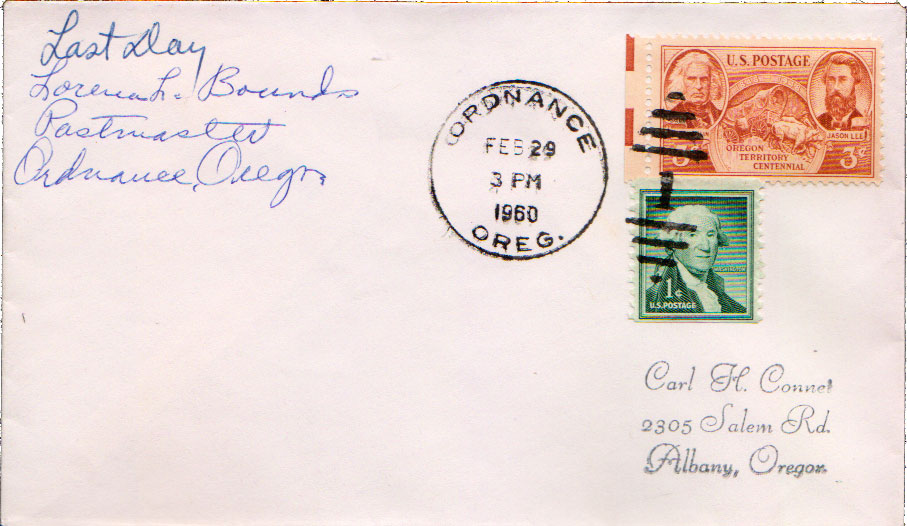 Last Day
Lorena L. Bounds
Postmaster
Ordnance, Oregon
ORDNANCE
FEB 29
3 PM
1960
OREG.
U.S. POSTAGE
JASON LEE
OREGON
TERRITORY
CENTENNIAL
3¢ 3¢
WASHINGTON
1¢
U.S. POSTAGE
Carl H. Connet
2305 Salem Rd.
Albany, Oregon